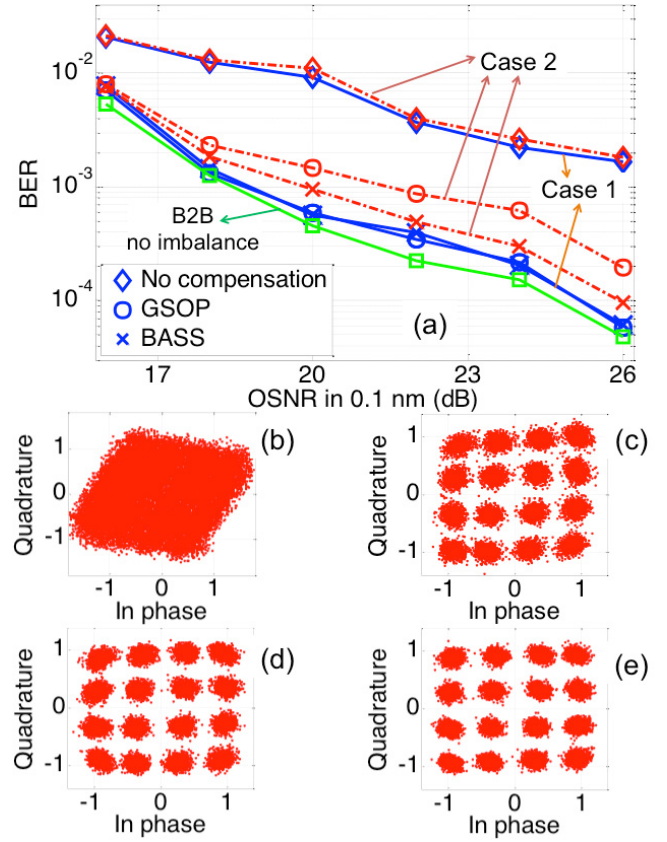 10^-2
10^-3
10^-4
BER
Case 2
Case 1
B2B
no imbalance
No compensation
GSOP
BASS
(a)
17 20 23 26
OSNR in 0.1 nm (dB)
(b)
Quadrature
1
0
-1
-1 0 1
In phase
(c)
Quadrature
1
0
-1
-1 0 1
In phase
(d)
Quadrature
1
0
-1
-1 0 1
In phase
(e)
Quadrature
1
0
-1
-1 0 1
In phase